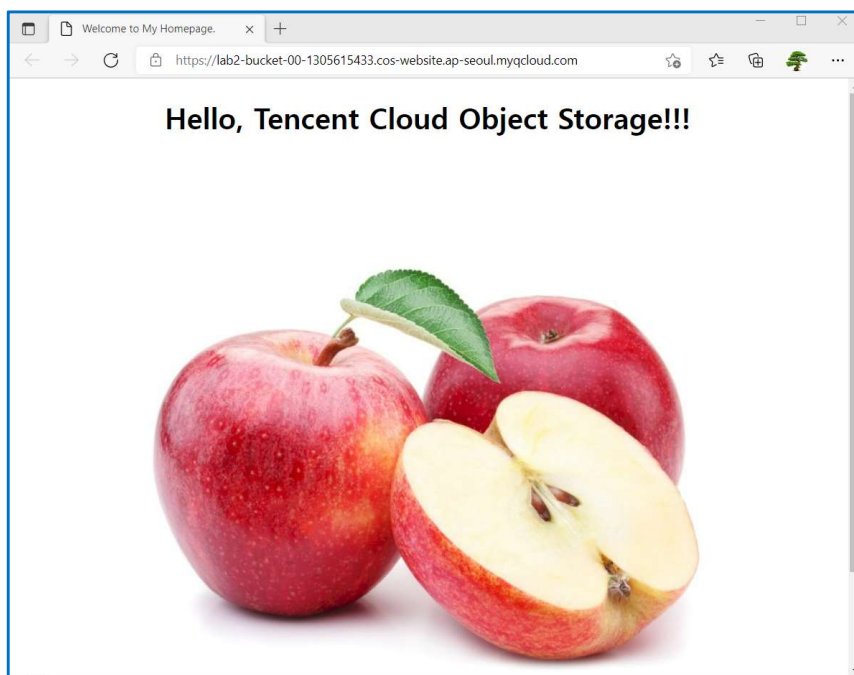 Welcome to My Homepage.
https://lab2-bucket-00-1305615433.cos-website.ap-seoul.myqcloud.com
Hello, Tencent Cloud Object Storage!!!